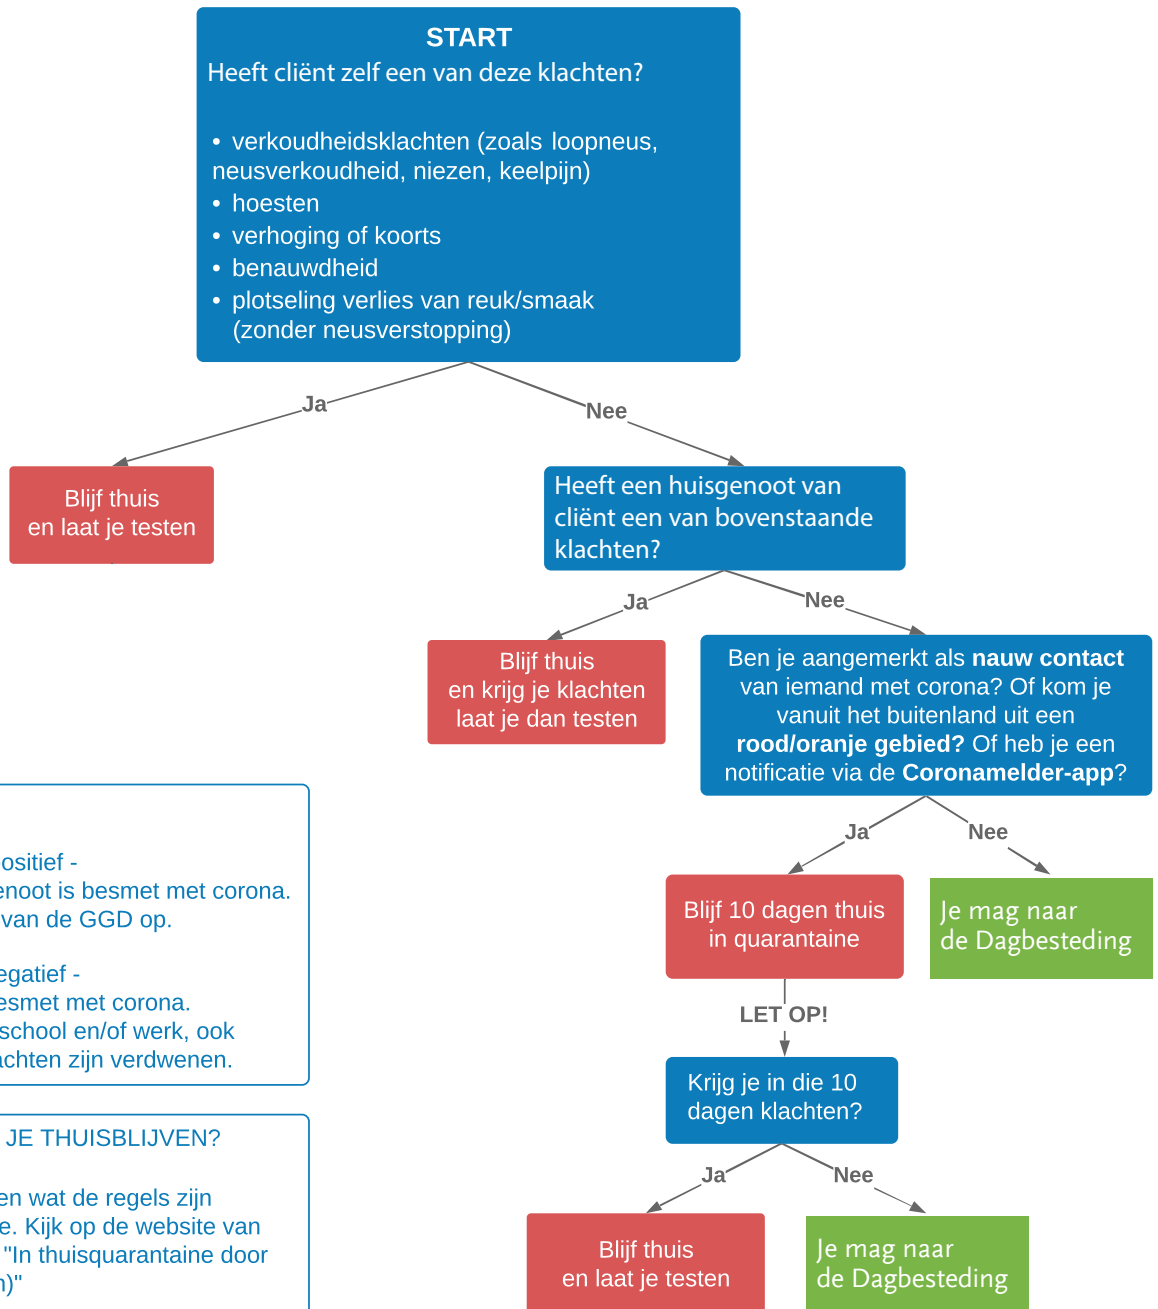 START
Heeft cliënt zelf een van deze klachten?
• verkoudheidsklachten (zoals loopneus,
neusverkoudheid, niezen, keelpijn)
• hoesten
• verhoging of koorts
• benauwdheid
• plotseling verlies van reuk/smaak
(zonder neusverstopping)
Ja
Nee
Blijf thuis
en laat je testen
Heeft een huisgenoot van
cliënt een van bovenstaande
klachten?
Ja
Nee
Blijf thuis
en krijg je klachten
laat je dan testen
Ben je aangemerkt als nauw contact
van iemand met corona? Of kom je
vanuit het buitenland uit een
rood/oranje gebied? Of heb je een
notificatie via de Coronamelder-app?
Ja
Nee
Blijf 10 dagen thuis
in quarantaine
Je mag naar
de Dagbesteding
LET OP!
Krijg je in die 10
dagen klachten?
Ja
Nee
Blijf thuis
en laat je testen
Je mag naar
de Dagbesteding
ositief -
enoot is besmet met corona.
van de GGD op.
egatief -
esmet met corona.
school en/of werk, ook
achten zijn verdwenen.
JE THUISBLIJVEN?
en wat de regels zijn
e. Kijk op de website van
"In thuisquarantaine door
n)"